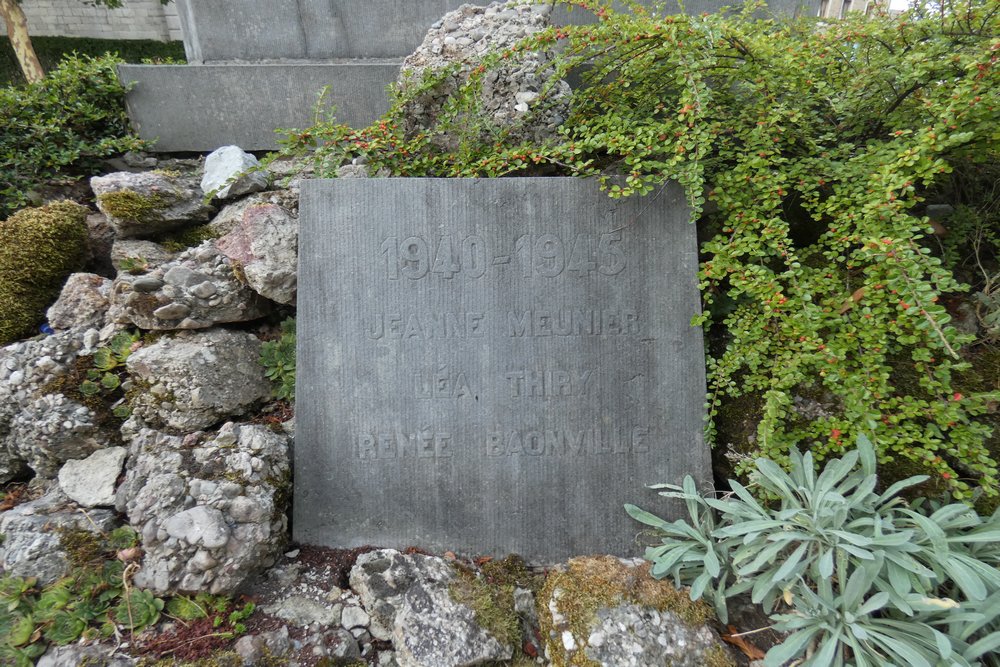 1940-1945
JEANNE MEUNIER
LÉA THIRY
RENÉE BAONVILLE